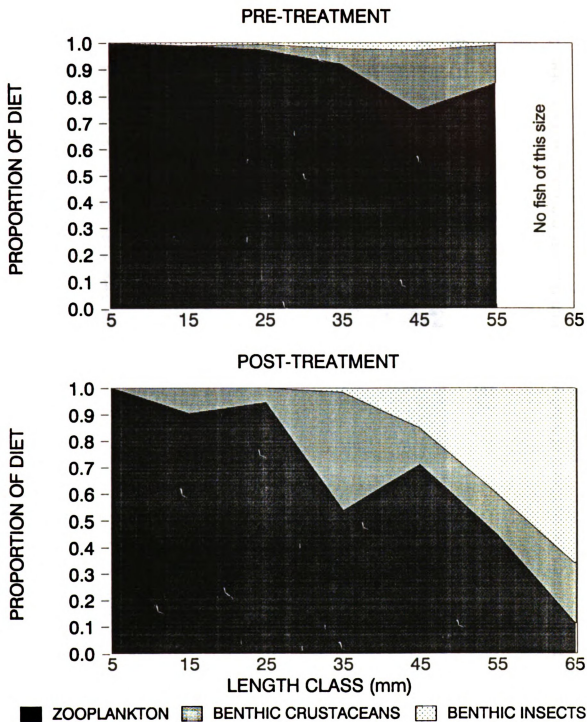 PRE-TREATMENT
PROPORTION OF DIET
1.0
0.9
0.8
0.7
0.6
0.5
0.4
0.3
0.2
0.1
0.0
No fish of this size
5 15 25 35 45 55 65
POST-TREATMENT
PROPORTION OF DIET
1.0
0.9
0.8
0.7
0.6
0.5
0.4
0.3
0.2
0.1
0.0
5 15 25 35 45 55 65
LENGTH CLASS (mm)
ZOOPLANKTON BENTHIC CRUSTACEANS BENTHIC INSECTS